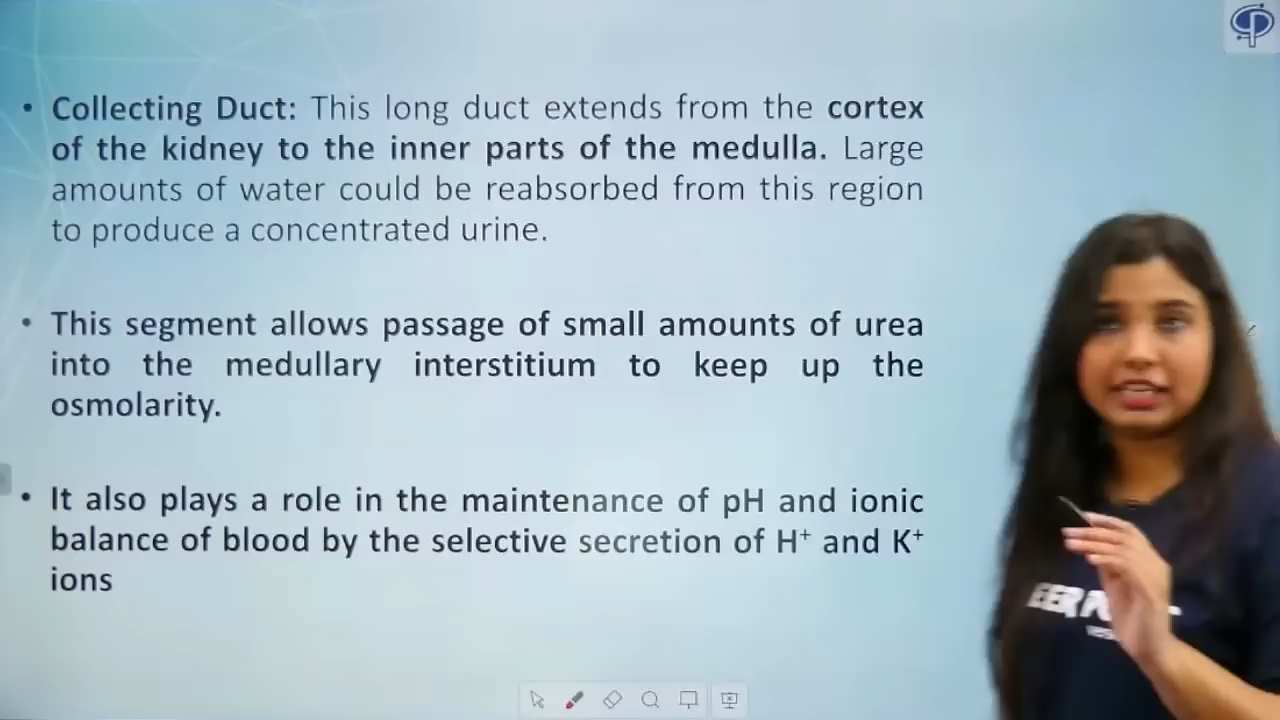 • Collecting Duct: This long duct extends from the cortex
of the kidney to the inner parts of the medulla. Large
amounts of water could be reabsorbed from this region
to produce a concentrated urine.
• This segment allows passage of small amounts of urea
into the medullary interstitium to keep up the
osmolarity.
• It also plays a role in the maintenance of pH and ionic
balance of blood by the selective secretion of H⁺ and K⁺
ions